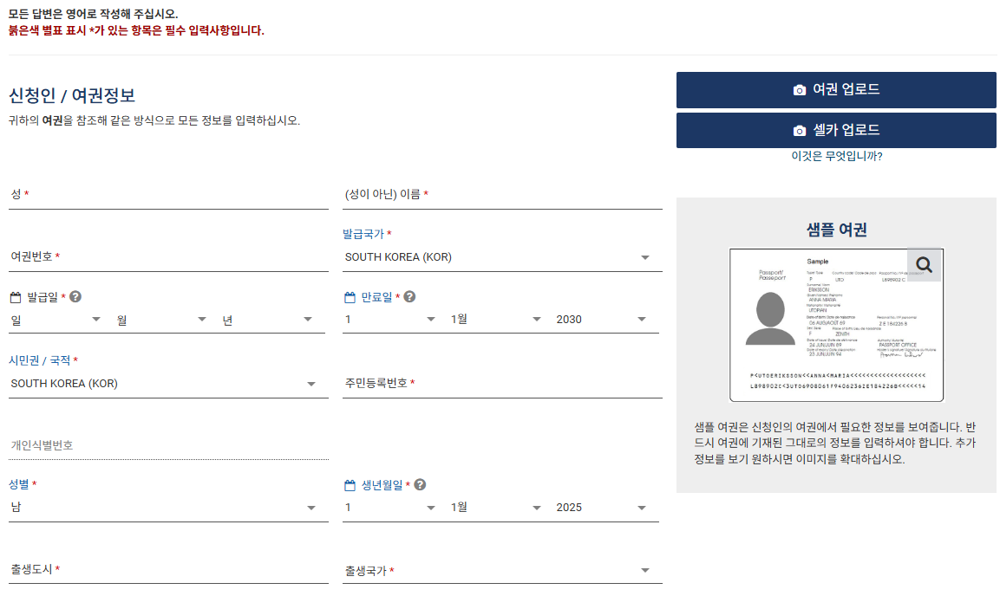 모든 답변은 영어로 작성해 주십시오.
붉은색 별표 표시 *가 있는 항목은 필수 입력사항입니다.
신청인 / 여권정보
귀하의 여권을 참조해 같은 방식으로 모든 정보를 입력하십시오.
여권 업로드
셀카 업로드
이것은 무엇입니까?
성 *
(성이 아닌) 이름 *
여권번호 *
발급국가 *
SOUTH KOREA (KOR)
발급일 * ?
일 월 년
만료일 * ?
1 1월 2030
시민권 / 국적 *
SOUTH KOREA (KOR)
주민등록번호 *
개인식별번호
성별 *
남
생년월일 * ?
1 1월 2025
출생도시 *
출생국가 *
샘플 여권
Sample
Passport/
Passeport
P UTO L898902 C
ERIKSSON
ANNA MARIA
UTOPIAN
06 AUG/AOÛT 69
ZE 184226 B
F ZENITH
24 JUN/JUIN 89
PASSPORT OFFICE
23 JUN/JUIN 94
P<UTOERIKSSON<<ANNA<MARIA<<<<<<<<<<<<<<<<<<<
L898902C<3UTO6908061F9406236ZE184226B<<<<<14
샘플 여권은 신청인의 여권에서 필요한 정보를 보여줍니다. 반
드시 여권에 기재된 그대로의 정보를 입력하셔야 합니다. 추가
정보를 보기 원하시면 이미지를 확대하십시오.